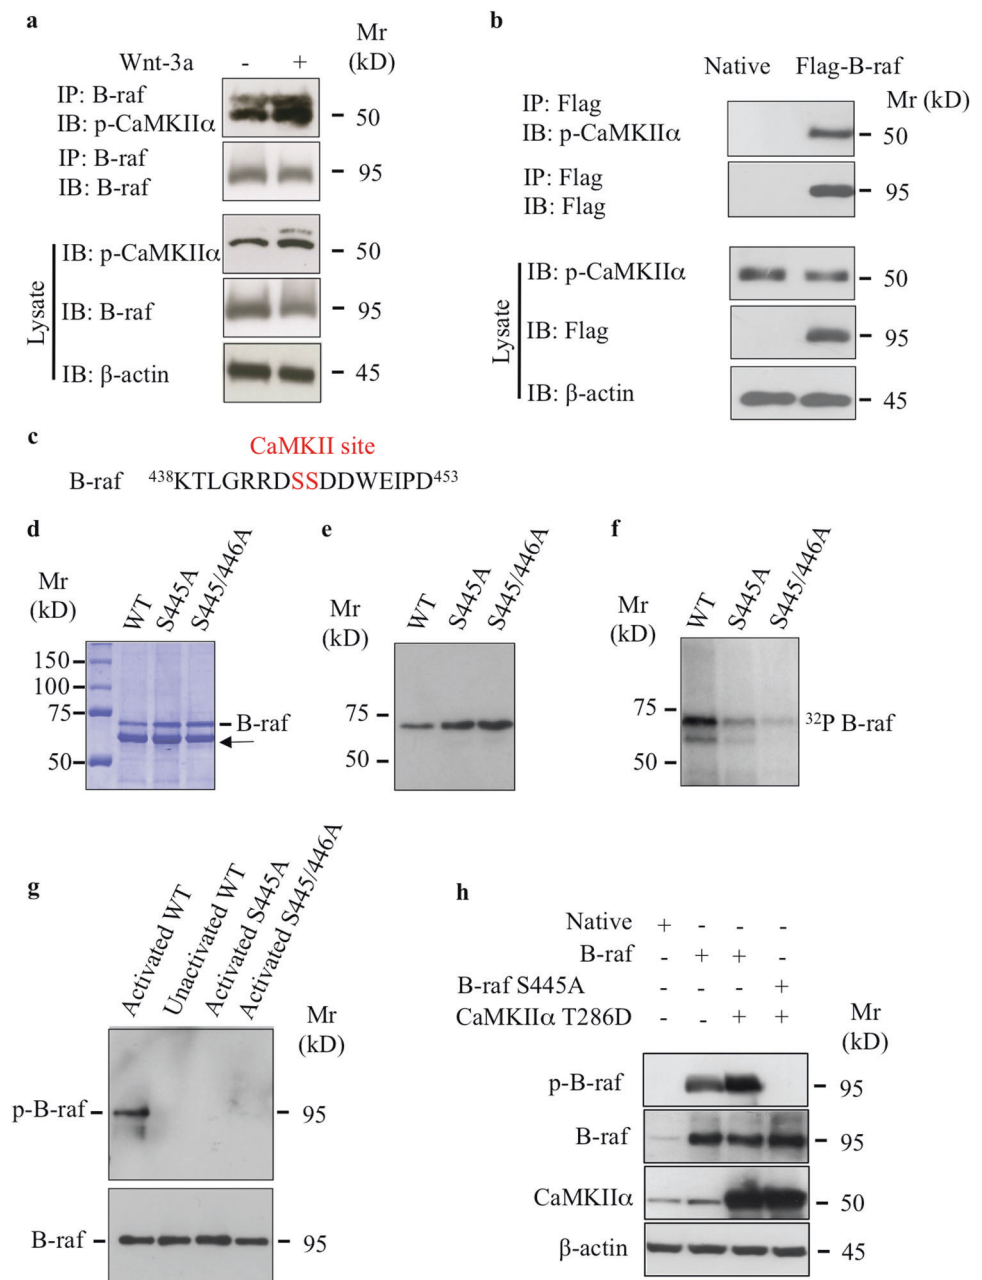 a
Mr
(kD)
Wnt-3a - +
IP: B-raf
IB: p-CaMKIIα
50
IP: B-raf
IB: B-raf
95
Lysate
IB: p-CaMKIIα
50
IB: B-raf
95
IB: β-actin
45
b
Native Flag-B-raf
Mr (kD)
IP: Flag
IB: p-CaMKIIα
50
IP: Flag
IB: Flag
95
Lysate
IB: p-CaMKIIα
50
IB: Flag
95
IB: β-actin
45
c
CaMKII site
B-raf ⁴³⁸KTLGRRDSSDDWEIPD⁴⁵³
d
Mr
(kD)
WT
S445A
S445/446A
150
100
75
50
B-raf
e
Mr
(kD)
WT
S445A
S445/446A
75
50
f
Mr
(kD)
WT
S445A
S445/446A
75
50
³²P B-raf
g
Activated WT
Unactivated WT
Activated S445A
Activated S445/446A
Mr
(kD)
p-B-raf 95
B-raf 95
h
Native + - - -
B-raf - + + -
B-raf S445A - - - +
CaMKIIα T286D - - + +
Mr
(kD)
p-B-raf 95
B-raf 95
CaMKIIα 50
β-actin 45